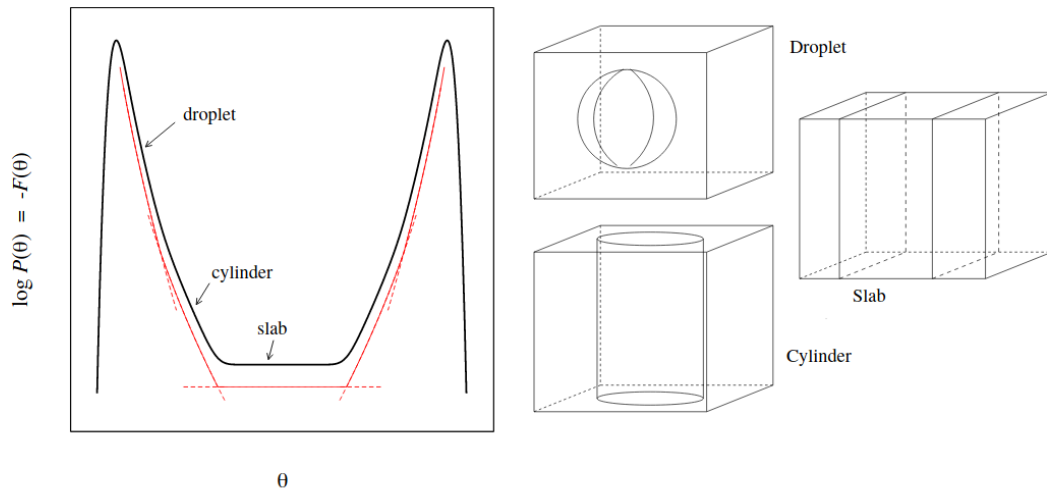 log P(θ) = -F(θ)
droplet
cylinder
slab
θ
Droplet
Slab
Cylinder